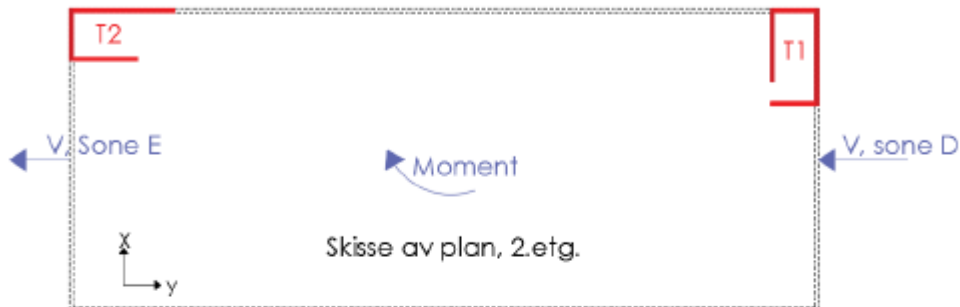 T2
T1
V, Sone E
V, sone D
Moment
Skisse av plan, 2.etg.
X
y